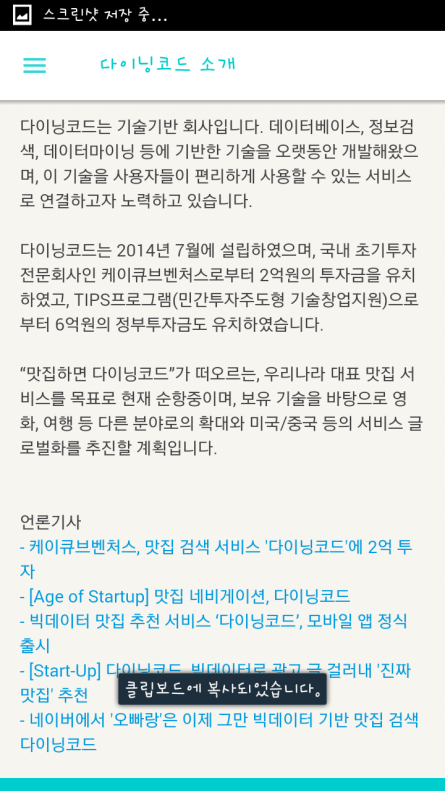 스크린샷 저장 중...
다이닝코드 소개
다이닝코드는 기술기반 회사입니다. 데이터베이스, 정보검
색, 데이터마이닝 등에 기반한 기술을 오랫동안 개발해왔으
며, 이 기술을 사용자들이 편리하게 사용할 수 있는 서비스
로 연결하고자 노력하고 있습니다.
다이닝코드는 2014년 7월에 설립하였으며, 국내 초기투자
전문회사인 케이큐브벤처스로부터 2억원의 투자금을 유치
하였고, TIPS프로그램(민간투자주도형 기술창업지원)으로
부터 6억원의 정부투자금도 유치하였습니다.
“맛집하면 다이닝코드”가 떠오르는, 우리나라 대표 맛집 서
비스를 목표로 현재 순항중이며, 보유 기술을 바탕으로 영
화, 여행 등 다른 분야로의 확대와 미국/중국 등의 서비스 글
로벌화를 추진할 계획입니다.
언론기사
- 케이큐브벤처스, 맛집 검색 서비스 '다이닝코드'에 2억 투
자
- [Age of Startup] 맛집 네비게이션, 다이닝코드
- 빅데이터 맛집 추천 서비스 ‘다이닝코드’, 모바일 앱 정식
출시
- [Start-Up] 다이닝코드, 빅데이터로 광고 글 걸러내 '진짜
맛집' 추천
클립보드에 복사되었습니다.
- 네이버에서 '오빠랑'은 이제 그만 빅데이터 기반 맛집 검색
다이닝코드